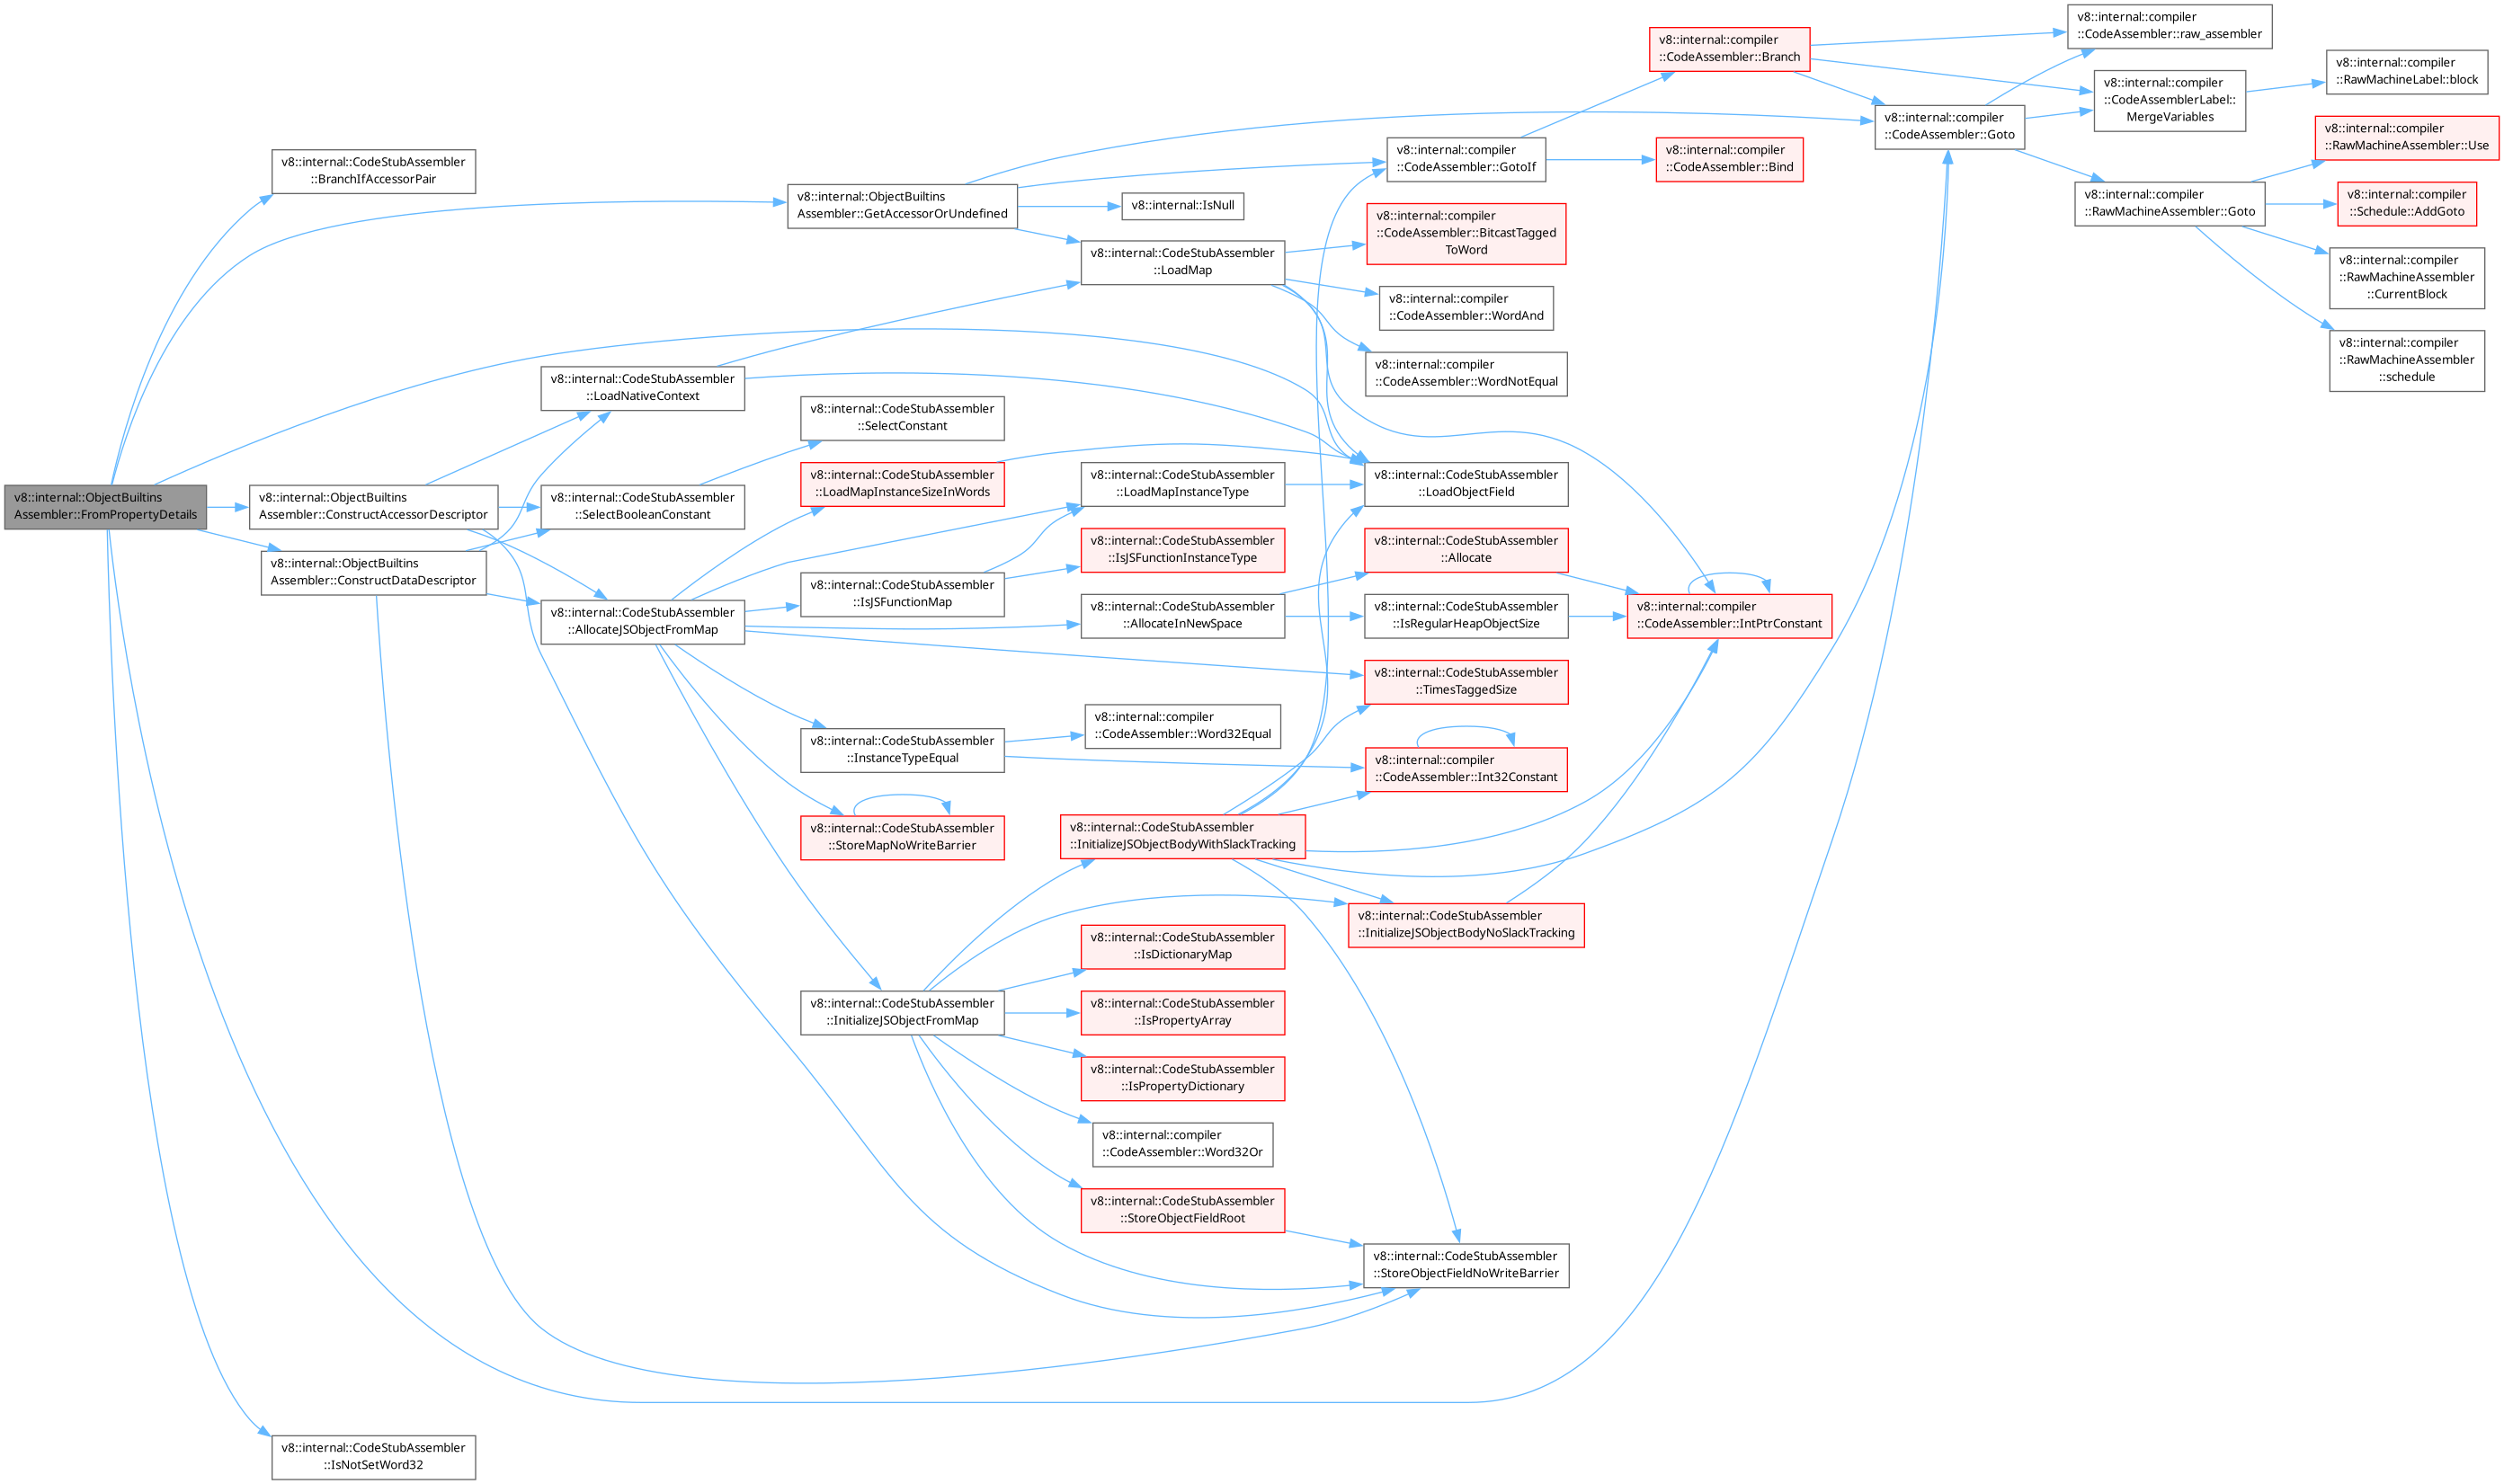 v8::internal::ObjectBuiltins
Assembler::FromPropertyDetails
v8::internal::CodeStubAssembler
::BranchIfAccessorPair
v8::internal::ObjectBuiltins
Assembler::ConstructAccessorDescriptor
v8::internal::ObjectBuiltins
Assembler::ConstructDataDescriptor
v8::internal::CodeStubAssembler
::IsNotSetWord32
v8::internal::CodeStubAssembler
::LoadNativeContext
v8::internal::CodeStubAssembler
::SelectBooleanConstant
v8::internal::CodeStubAssembler
::AllocateJSObjectFromMap
v8::internal::ObjectBuiltins
Assembler::GetAccessorOrUndefined
v8::internal::CodeStubAssembler
::SelectConstant
v8::internal::CodeStubAssembler
::LoadMapInstanceSizeInWords
v8::internal::CodeStubAssembler
::IsJSFunctionMap
v8::internal::CodeStubAssembler
::InstanceTypeEqual
v8::internal::CodeStubAssembler
::StoreMapNoWriteBarrier
v8::internal::CodeStubAssembler
::InitializeJSObjectFromMap
v8::internal::IsNull
v8::internal::CodeStubAssembler
::LoadMap
v8::internal::CodeStubAssembler
::LoadMapInstanceType
v8::internal::CodeStubAssembler
::IsJSFunctionInstanceType
v8::internal::CodeStubAssembler
::AllocateInNewSpace
v8::internal::compiler
::CodeAssembler::Word32Equal
v8::internal::CodeStubAssembler
::InitializeJSObjectBodyWithSlackTracking
v8::internal::CodeStubAssembler
::IsDictionaryMap
v8::internal::CodeStubAssembler
::IsPropertyArray
v8::internal::CodeStubAssembler
::IsPropertyDictionary
v8::internal::compiler
::CodeAssembler::Word32Or
v8::internal::CodeStubAssembler
::StoreObjectFieldRoot
v8::internal::compiler
::CodeAssembler::GotoIf
v8::internal::compiler
::CodeAssembler::BitcastTagged
ToWord
v8::internal::compiler
::CodeAssembler::WordAnd
v8::internal::compiler
::CodeAssembler::WordNotEqual
v8::internal::CodeStubAssembler
::LoadObjectField
v8::internal::CodeStubAssembler
::Allocate
v8::internal::CodeStubAssembler
::IsRegularHeapObjectSize
v8::internal::CodeStubAssembler
::TimesTaggedSize
v8::internal::compiler
::CodeAssembler::Int32Constant
v8::internal::CodeStubAssembler
::InitializeJSObjectBodyNoSlackTracking
v8::internal::CodeStubAssembler
::StoreObjectFieldNoWriteBarrier
v8::internal::compiler
::CodeAssembler::Branch
v8::internal::compiler
::CodeAssembler::Bind
v8::internal::compiler
::CodeAssembler::IntPtrConstant
v8::internal::compiler
::CodeAssembler::Goto
v8::internal::compiler
::CodeAssembler::raw_assembler
v8::internal::compiler
::CodeAssemblerLabel::
MergeVariables
v8::internal::compiler
::RawMachineAssembler::Goto
v8::internal::compiler
::RawMachineLabel::block
v8::internal::compiler
::RawMachineAssembler::Use
v8::internal::compiler
::Schedule::AddGoto
v8::internal::compiler
::RawMachineAssembler
::CurrentBlock
v8::internal::compiler
::RawMachineAssembler
::schedule